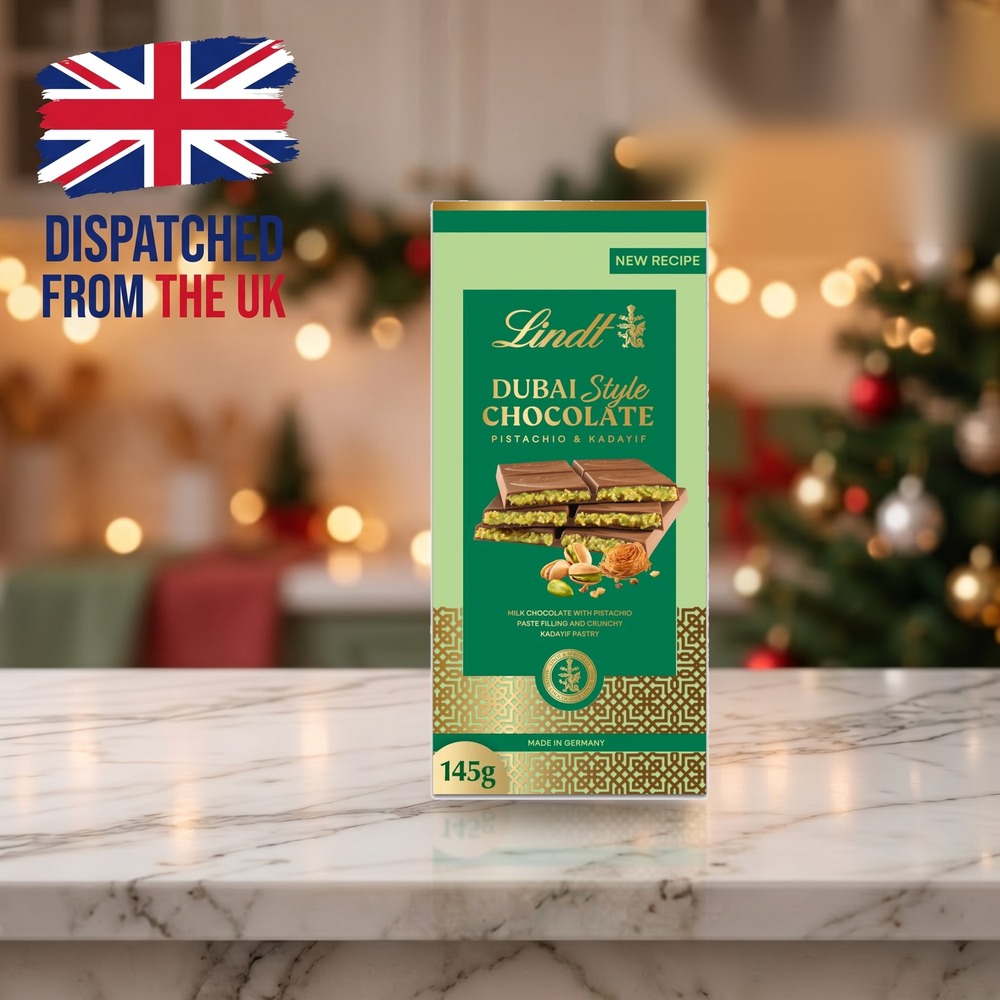 DISPATCHED
FROM THE UK
NEW RECIPE
Lindt
DUBAI Style
CHOCOLATE
PISTACHIO & KADAYIF
MILK CHOCOLATE WITH PISTACHIO
PASTE FILLING AND CRUNCHY
KADAYIF PASTRY
MADE IN GERMANY
145g